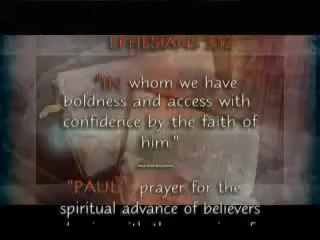 EPHESIANS 3:12
"IN whom we have
boldness and access with
confidence by the faith of
him."
"PAUL" prayer for the
spiritual advance of believers